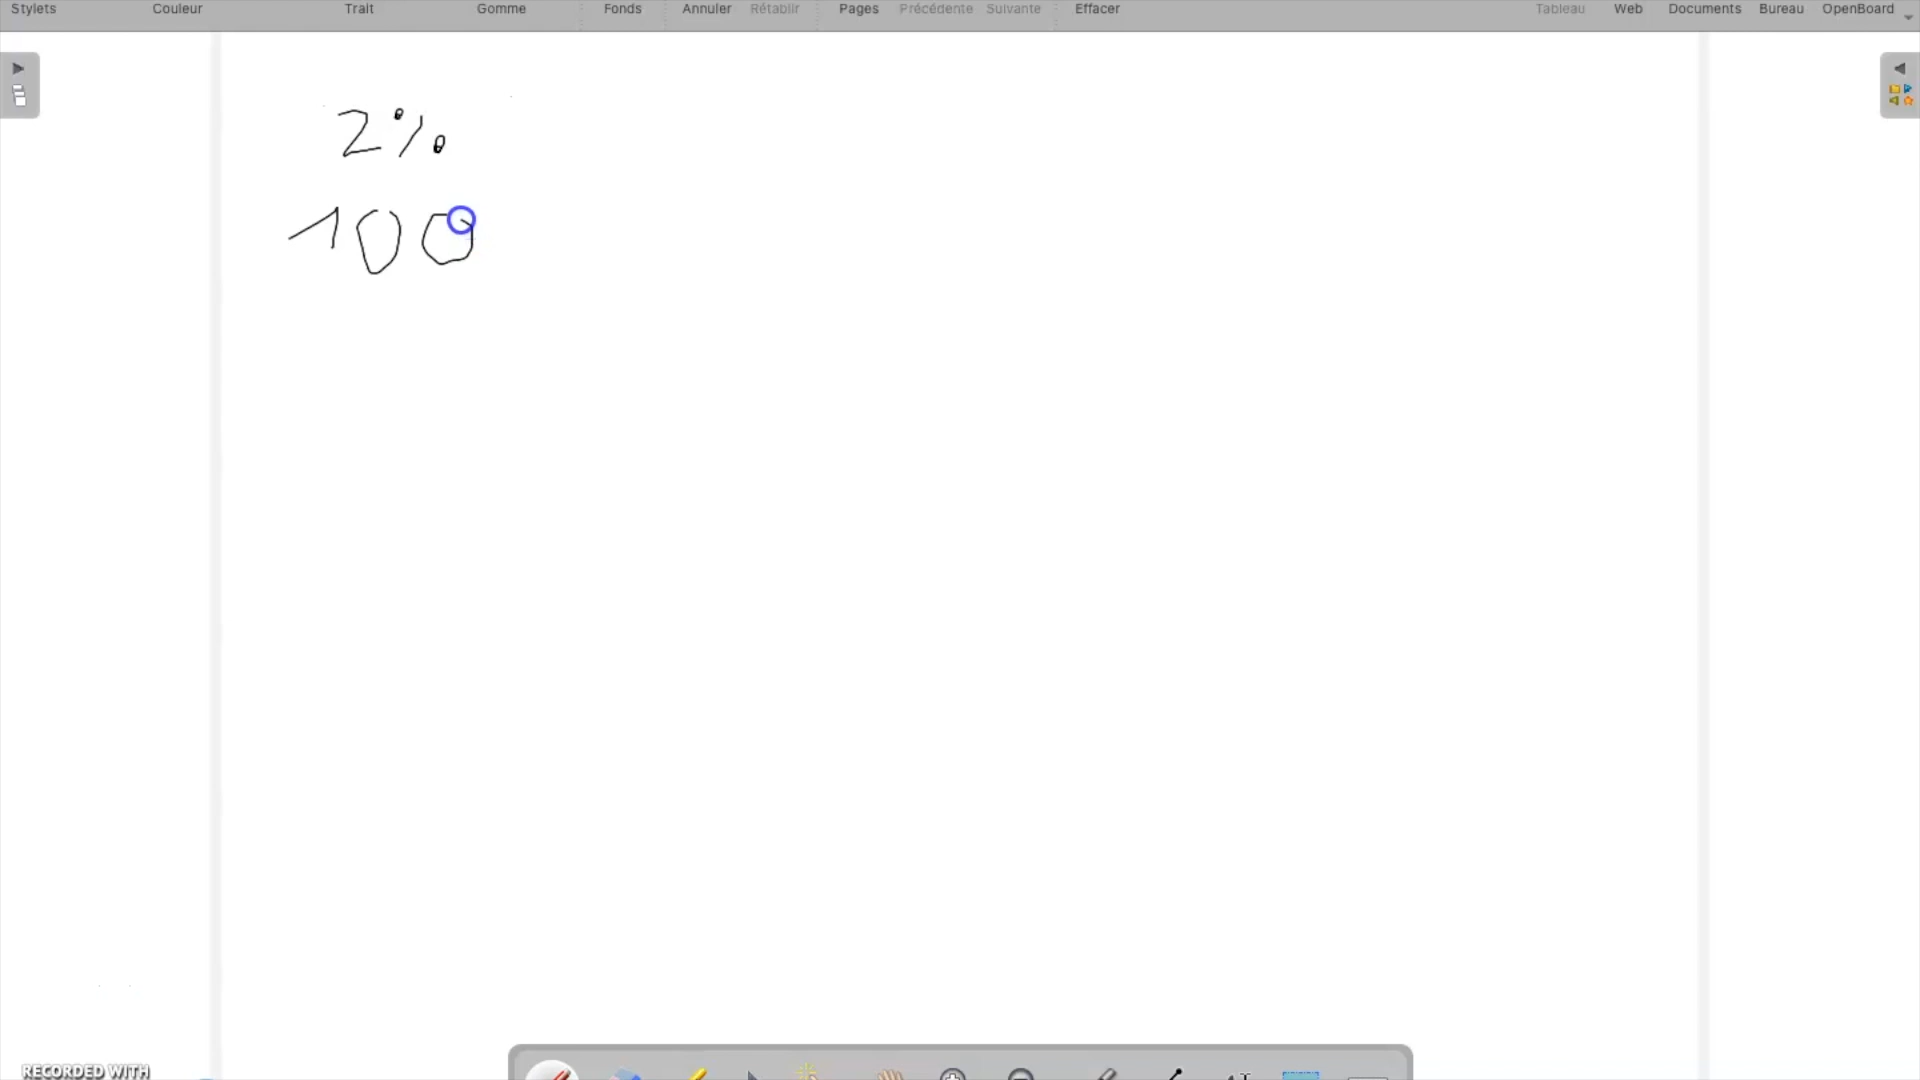 Stylets Couleur Trait Gomme Fonds Annuler Rétablir Pages Précédente Suivante Effacer Tableau Web Documents Bureau OpenBoard
2%
100
RECORDED WITH